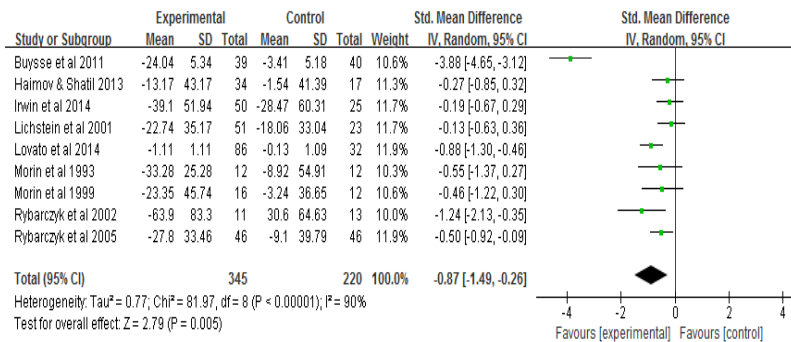 Experimental Control Std. Mean Difference Std. Mean Difference
Study or Subgroup Mean SD Total Mean SD Total Weight IV, Random, 95% CI IV, Random, 95% CI
Buysse et al 2011 -24.04 5.34 39 -3.41 5.18 40 10.6% -3.88 [-4.65, -3.12]
Haimov & Shatil 2013 -13.17 43.17 34 -1.54 41.39 17 11.3% -0.27 [-0.85, 0.32]
Irwin et al 2014 -39.1 51.94 50 -28.47 60.31 25 11.6% -0.19 [-0.67, 0.29]
Lichstein et al 2001 -22.74 35.17 51 -18.06 33.04 23 11.6% -0.13 [-0.63, 0.36]
Lovato et al 2014 -1.11 1.11 86 -0.13 1.09 32 11.8% -0.88 [-1.30, -0.46]
Morin et al 1993 -33.28 25.28 12 -8.92 54.91 12 10.4% -0.55 [-1.37, 0.27]
Morin et al 1999 -23.35 45.74 16 -3.24 36.65 12 10.6% -0.46 [-1.22, 0.30]
Rybarczyk et al 2002 -63.9 83.3 11 30.6 64.63 13 10.2% -1.24 [-2.13, -0.35]
Rybarczyk et al 2005 -27.8 33.46 46 -9.1 39.79 46 11.9% -0.50 [-0.92, -0.09]
Total (95% CI) 345 220 100.0% -0.87 [-1.49, -0.26]
Heterogeneity: Tau² = 0.77; Chi² = 81.97, df = 8 (P < 0.00001); I² = 90%
Test for overall effect: Z = 2.79 (P = 0.005)
-4 -2 0 2 4
Favours [experimental] Favours [control]